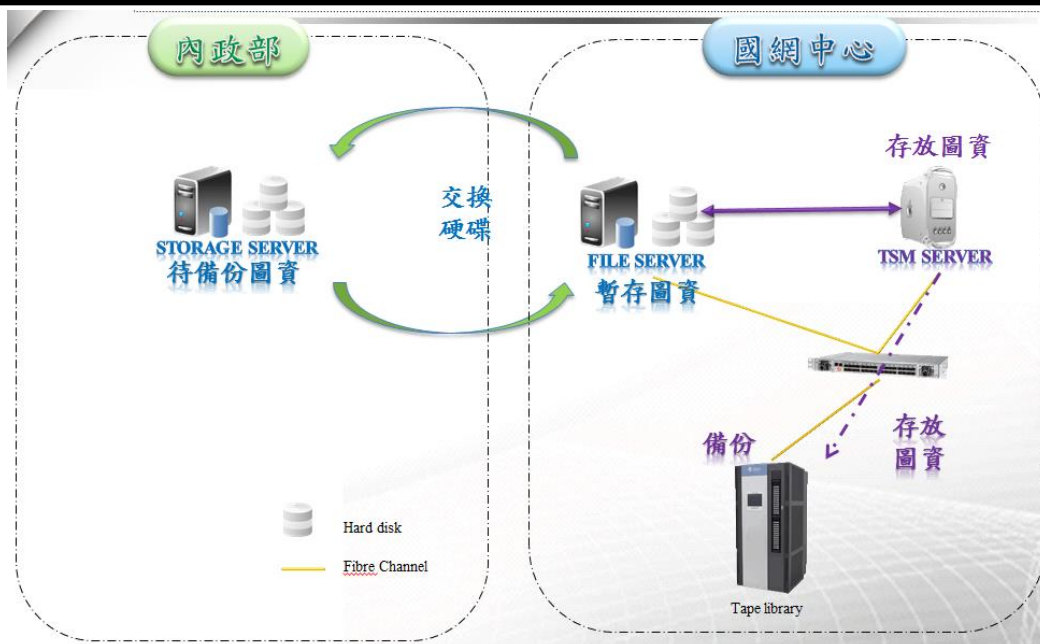 內政部
國網中心
存放圖資
交換
硬碟
STORAGE SERVER
待備份圖資
FILE SERVER
暫存圖資
TSM SERVER
備份
存放
圖資
Hard disk
Fibre Channel
Tape library